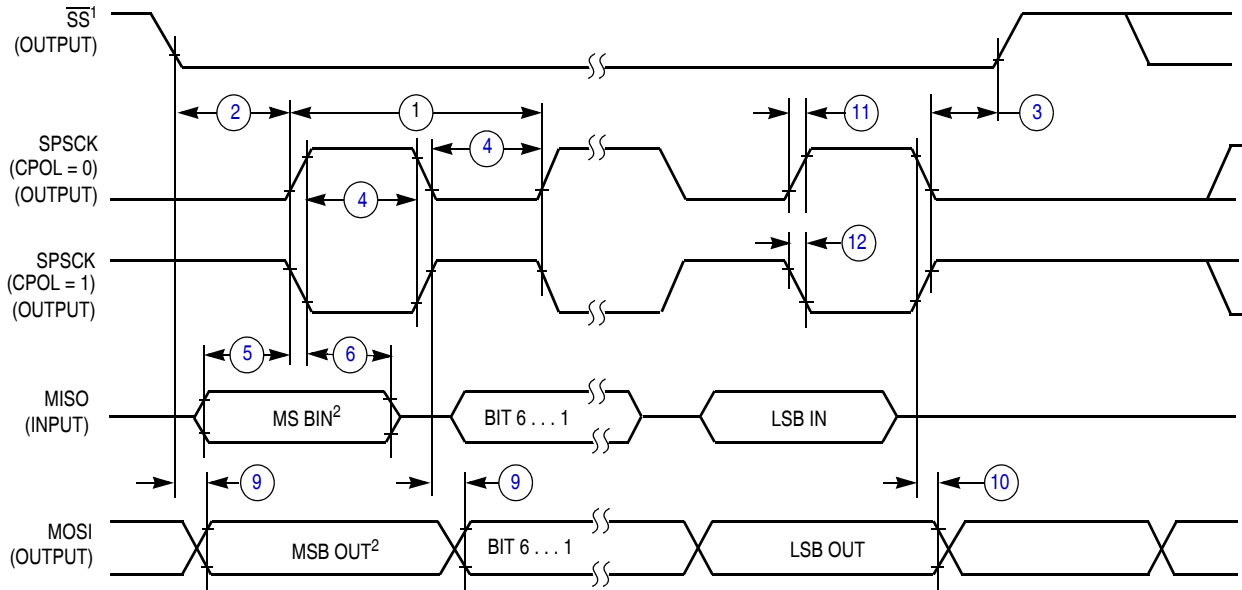 SS¹
(OUTPUT)
2
1
11
3
SPSCK
(CPOL = 0)
(OUTPUT)
4
4
12
SPSCK
(CPOL = 1)
(OUTPUT)
5
6
MISO
(INPUT)
MS BIN²
BIT 6 . . . 1
LSB IN
9
9
10
MOSI
(OUTPUT)
MSB OUT²
BIT 6 . . . 1
LSB OUT